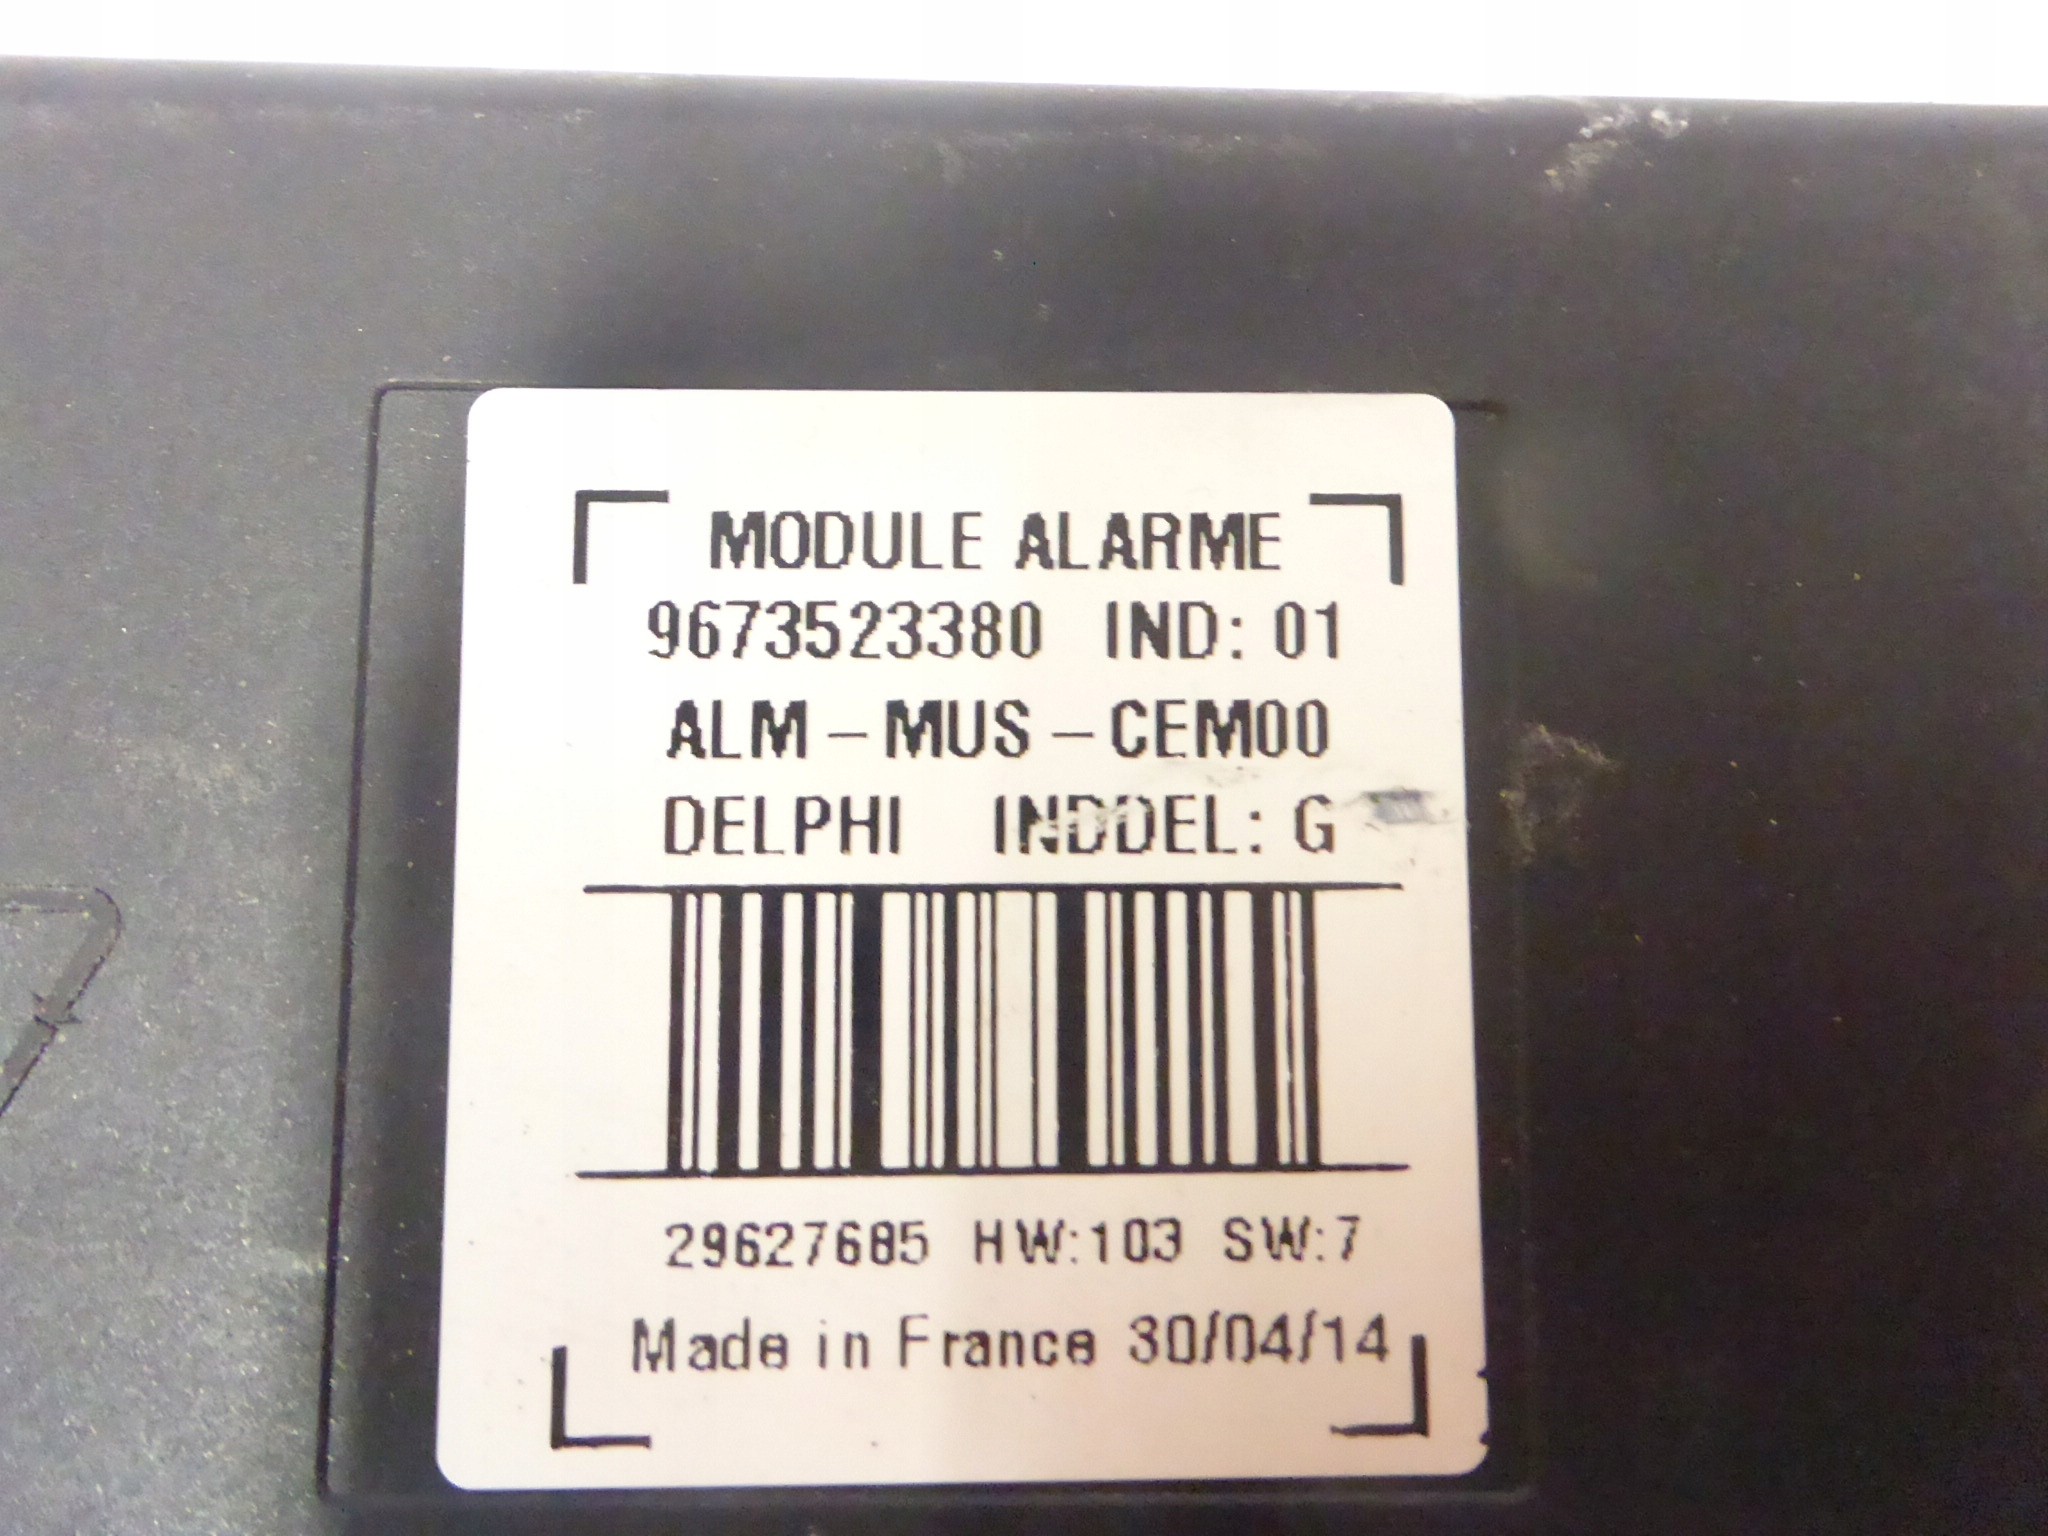 MODULE ALARME
9673523380 IND: 01
ALM-MUS-CEM00
DELPHI INDDEL: G
29627685 HW:103 SW:7
Made in France 30/04/14